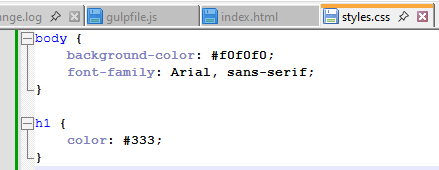 nge.log gulpfile.js index.html styles.css
body {
    background-color: #f0f0f0;
    font-family: Arial, sans-serif;
}

h1 {
    color: #333;
}